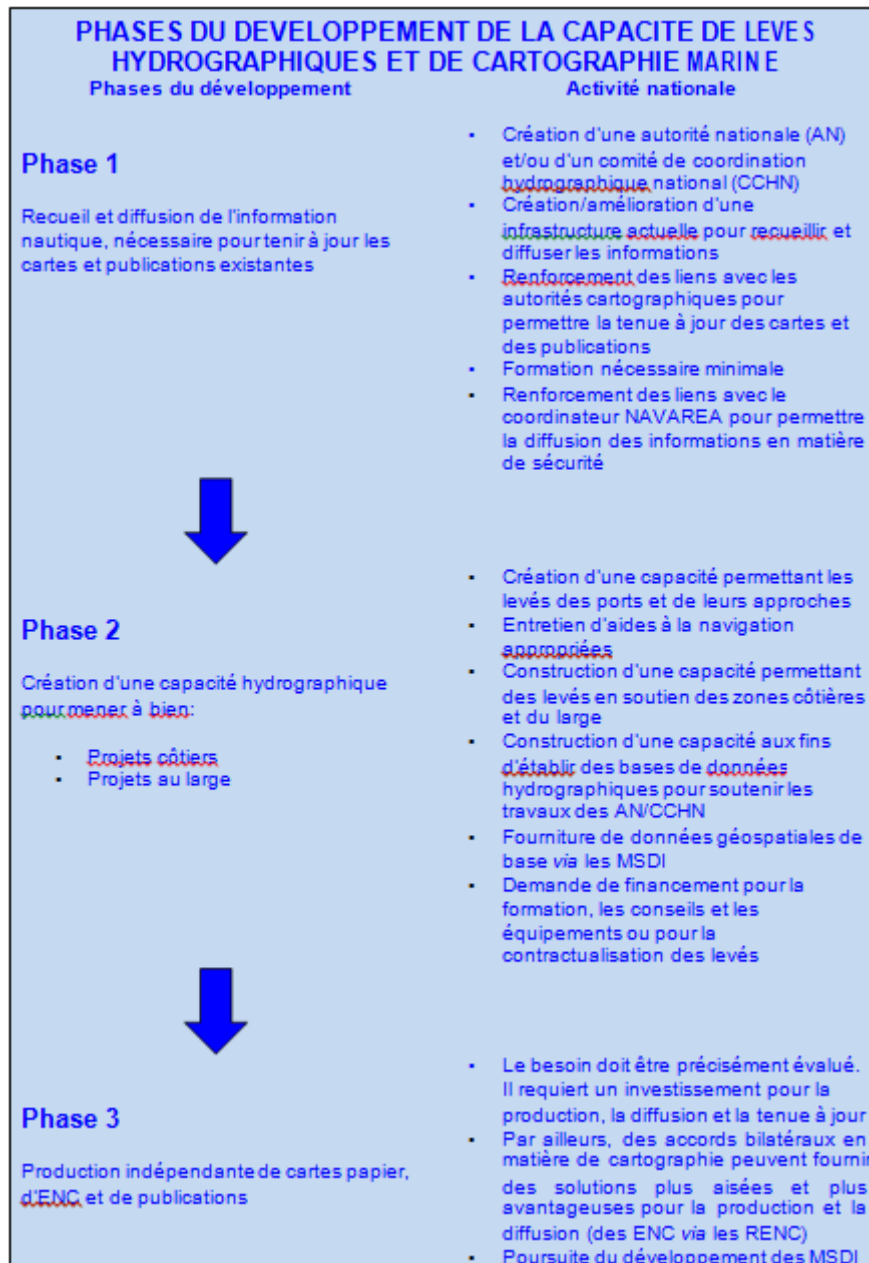 PHASES DU DEVELOPPEMENT DE LA CAPACITE DE LEVES
HYDROGRAPHIQUES ET DE CARTOGRAPHIE MARINE
Phases du développement
Activité nationale
Phase 1
Recueil et diffusion de l'information
nautique, nécessaire pour tenir à jour les
cartes et publications existantes
• Création d'une autorité nationale (AN)
et/ou d'un comité de coordination
hydrographique national (CCHN)
• Création/amélioration d'une
infrastructure actuelle pour recueillir et
diffuser les informations
• Renforcement des liens avec les
autorités cartographiques pour
permettre la tenue à jour des cartes et
des publications
• Formation nécessaire minimale
• Renforcement des liens avec le
coordinateur NAVAREA pour permettre
la diffusion des informations en matière
de sécurité
Phase 2
Création d'une capacité hydrographique
pour mener à bien:
• Projets côtiers
• Projets au large
• Création d'une capacité permettant les
levés des ports et de leurs approches
• Entretien d'aides à la navigation
appropriées
• Construction d'une capacité permettant
des levés en soutien des zones côtières
et du large
• Construction d'une capacité aux fins
d'établir des bases de données
hydrographiques pour soutenir les
travaux des AN/CCHN
• Fourniture de données géospatiales de
base via les MSDI
• Demande de financement pour la
formation, les conseils et les
équipements ou pour la
contractualisation des levés
Phase 3
Production indépendante de cartes papier,
d'ENC et de publications
• Le besoin doit être précisément évalué.
Il requiert un investissement pour la
production, la diffusion et la tenue à jour
• Par ailleurs, des accords bilatéraux en
matière de cartographie peuvent fournir
des solutions plus aisées et plus
avantageuses pour la production et la
diffusion (des ENC via les RENC)
• Poursuite du développement des MSDI